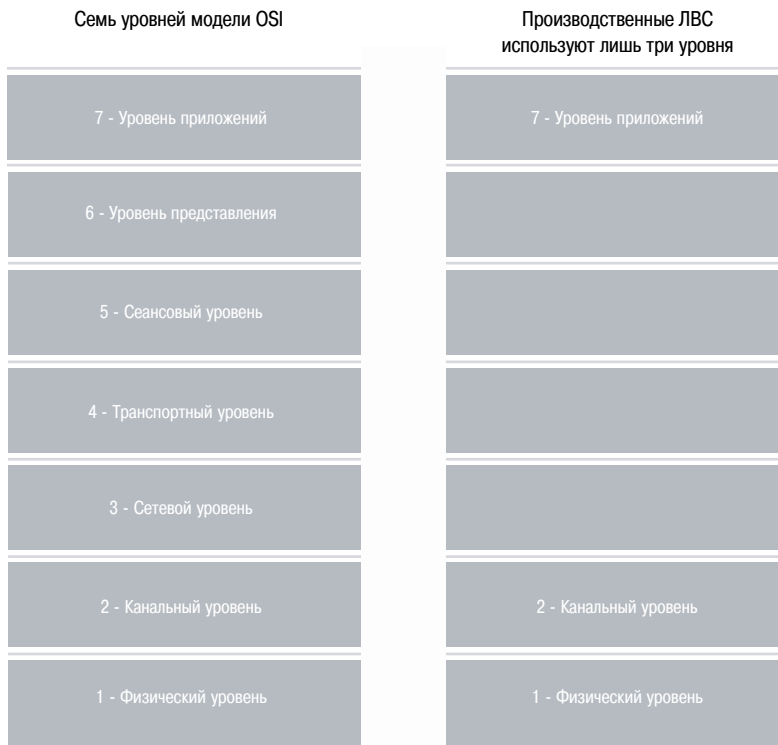 Семь уровней модели OSI
Производственные ЛВС
используют лишь три уровня
7 - Уровень приложений
7 - Уровень приложений
6 - Уровень представления
5 - Сеансовый уровень
4 - Транспортный уровень
3 - Сетевой уровень
2 - Канальный уровень
2 - Канальный уровень
1 - Физический уровень
1 - Физический уровень